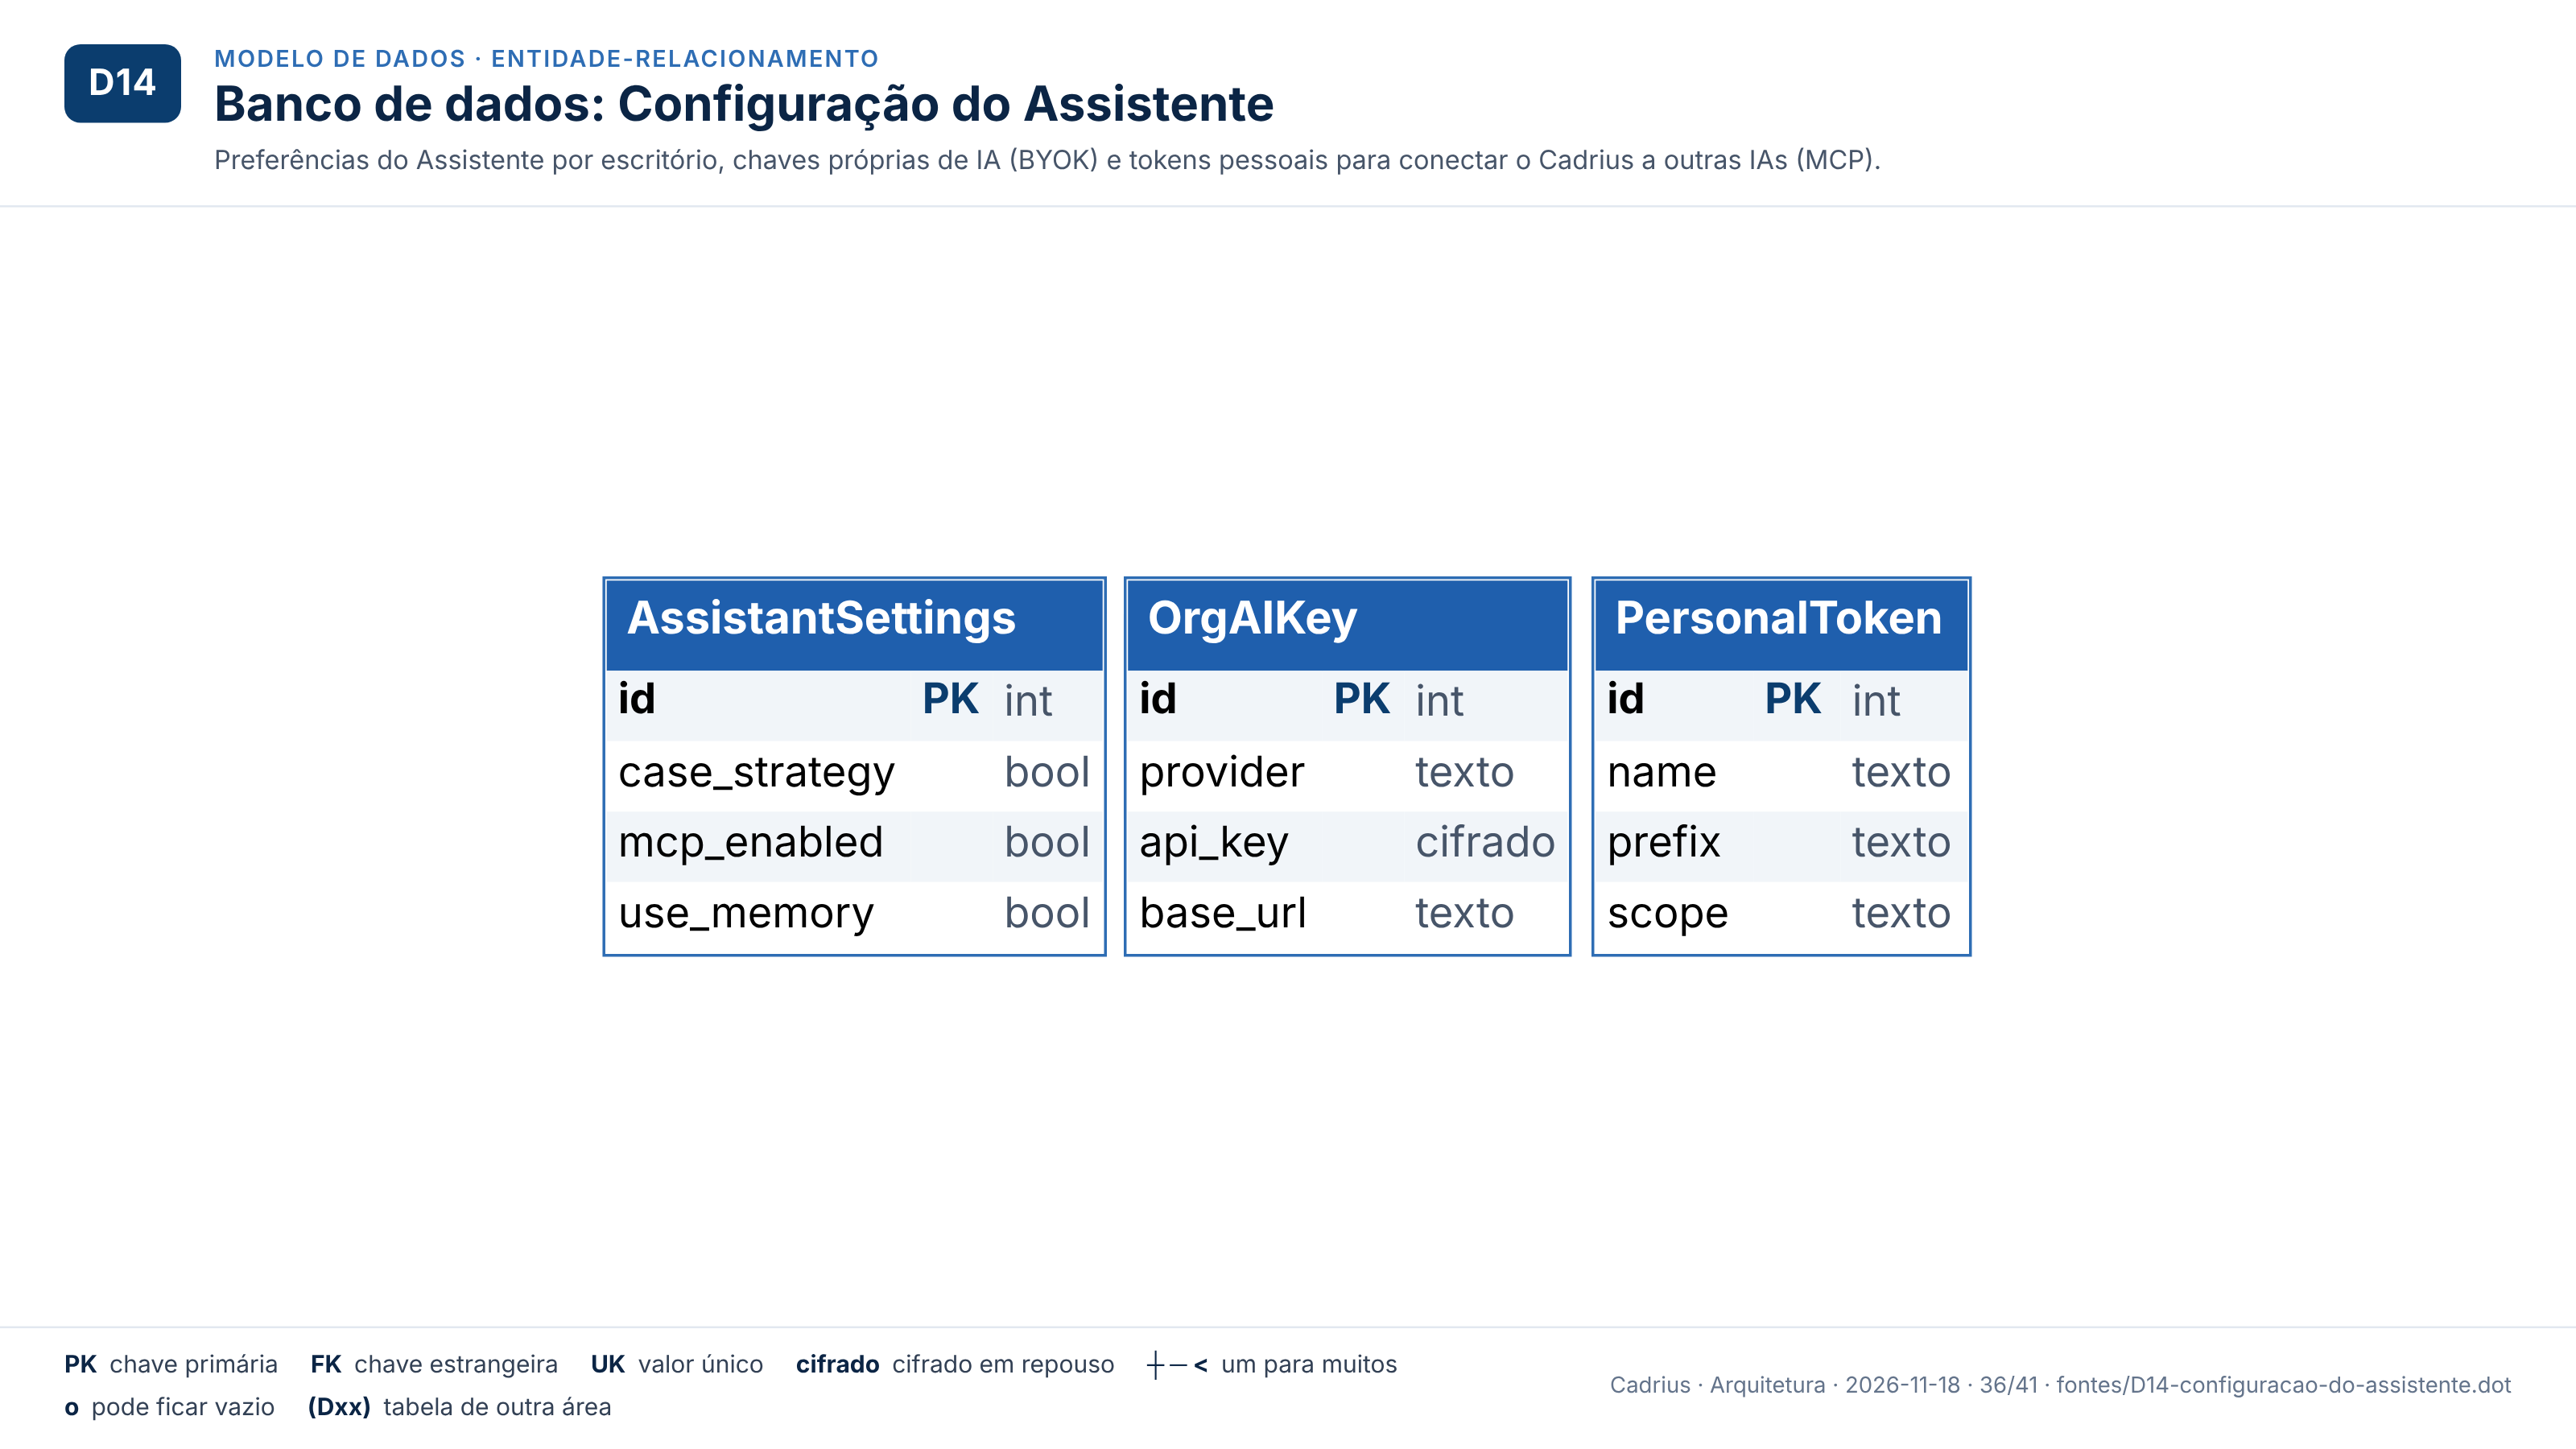 D14
MODELO DE DADOS · ENTIDADE-RELACIONAMENTO
Banco de dados: Configuração do Assistente
Preferências do Assistente por escritório, chaves próprias de IA (BYOK) e tokens pessoais para conectar o Cadrius a outras IAs (MCP).
AssistantSettings
id PK int
case_strategy bool
mcp_enabled bool
use_memory bool
OrgAIKey
id PK int
provider texto
api_key cifrado
base_url texto
PersonalToken
id PK int
name texto
prefix texto
scope texto
PK chave primária FK chave estrangeira UK valor único cifrado cifrado em repouso ┼─< um para muitos
o pode ficar vazio (Dxx) tabela de outra área
Cadrius · Arquitetura · 2026-11-18 · 36/41 · fontes/D14-configuracao-do-assistente.dot